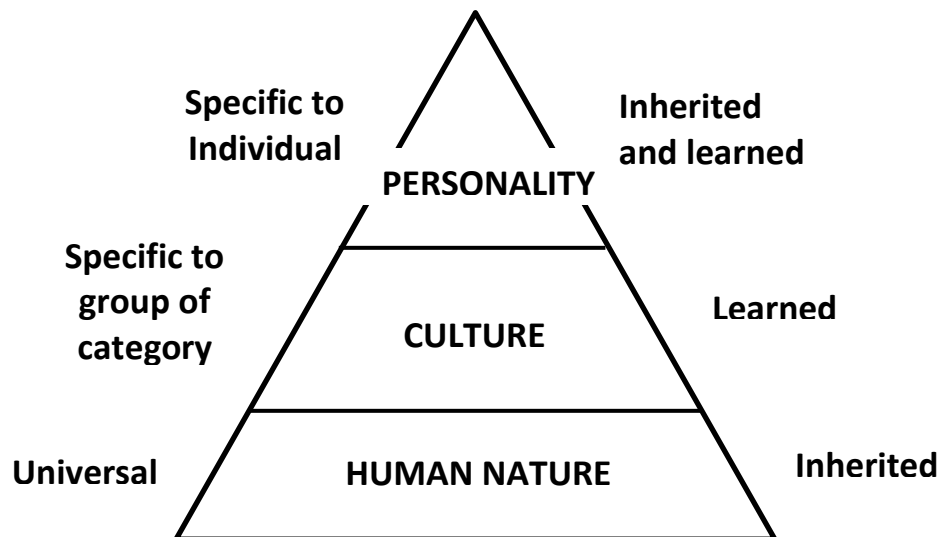 Specific to
Individual
Inherited
and learned
PERSONALITY
Specific to
group of
category
Learned
CULTURE
Universal
HUMAN NATURE
Inherited